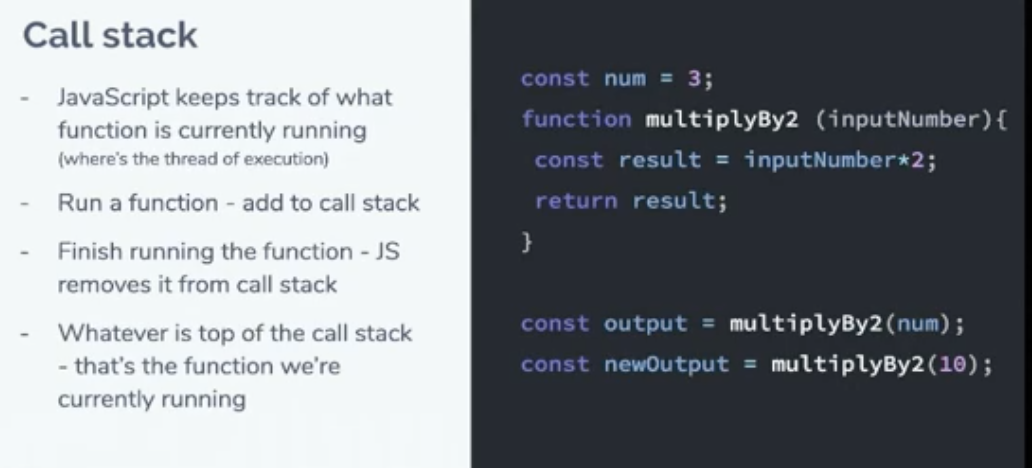 Call stack
- JavaScript keeps track of what
function is currently running
(where's the thread of execution)
- Run a function - add to call stack
- Finish running the function - JS
removes it from call stack
- Whatever is top of the call stack
- that's the function we're
currently running
const num = 3;
function multiplyBy2 (inputNumber){
const result = inputNumber*2;
return result;
}
const output = multiplyBy2(num);
const newOutput = multiplyBy2(10);